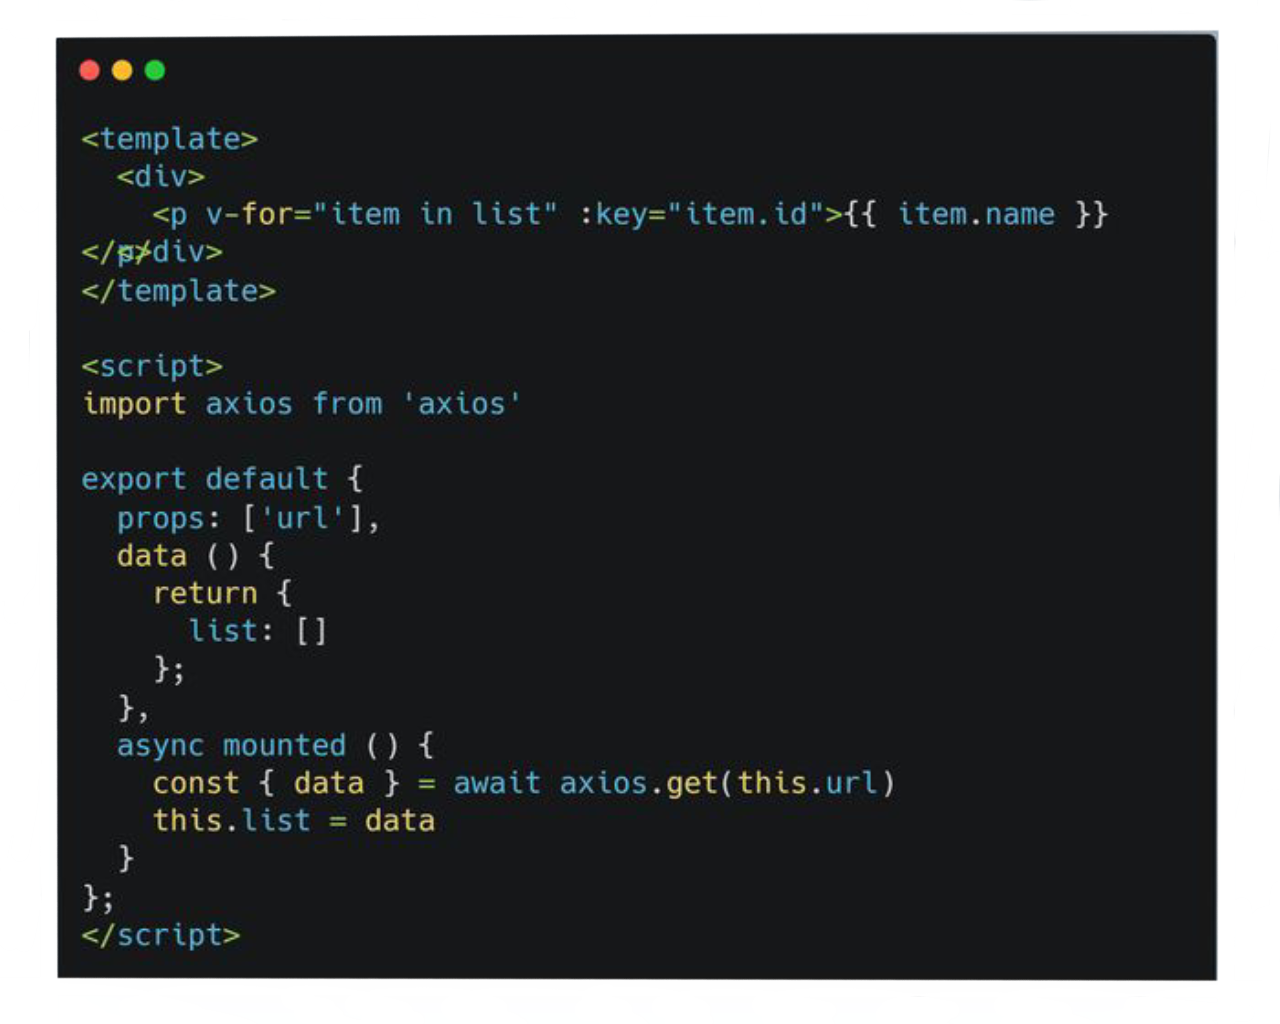 <template>
  <div>
    <p v-for="item in list" :key="item.id">{{ item.name }}
</p>
  </div>
</template>

<script>
import axios from 'axios'

export default {
  props: ['url'],
  data () {
    return {
      list: []
    };
  },
  async mounted () {
    const { data } = await axios.get(this.url)
    this.list = data
  }
};
</script>